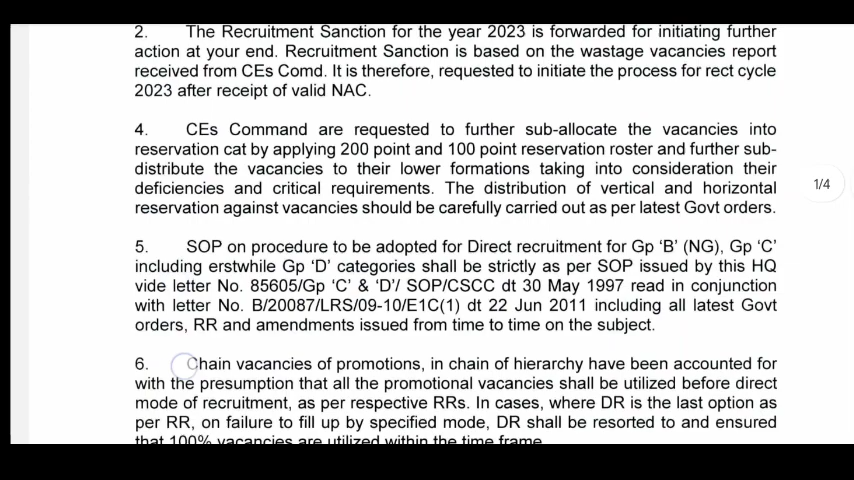 2. The Recruitment Sanction for the year 2023 is forwarded for initiating further
action at your end. Recruitment Sanction is based on the wastage vacancies report
received from CEs Comd. It is therefore, requested to initiate the process for rect cycle
2023 after receipt of valid NAC.
4. CEs Command are requested to further sub-allocate the vacancies into
reservation cat by applying 200 point and 100 point reservation roster and further sub-
distribute the vacancies to their lower formations taking into consideration their
deficiencies and critical requirements. The distribution of vertical and horizontal
reservation against vacancies should be carefully carried out as per latest Govt orders.
1/4
5. SOP on procedure to be adopted for Direct recruitment for Gp ‘B’ (NG), Gp ‘C’
including erstwhile Gp ‘D’ categories shall be strictly as per SOP issued by this HQ
vide letter No. 85605/Gp ‘C’ & ‘D’/ SOP/CSCC dt 30 May 1997 read in conjunction
with letter No. B/20087/LRS/09-10/E1C(1) dt 22 Jun 2011 including all latest Govt
orders, RR and amendments issued from time to time on the subject.
6. Chain vacancies of promotions, in chain of hierarchy have been accounted for
with the presumption that all the promotional vacancies shall be utilized before direct
mode of recruitment, as per respective RRs. In cases, where DR is the last option as
per RR, on failure to fill up by specified mode, DR shall be resorted to and ensured
that 100% vacancies are utilized within the time frame.